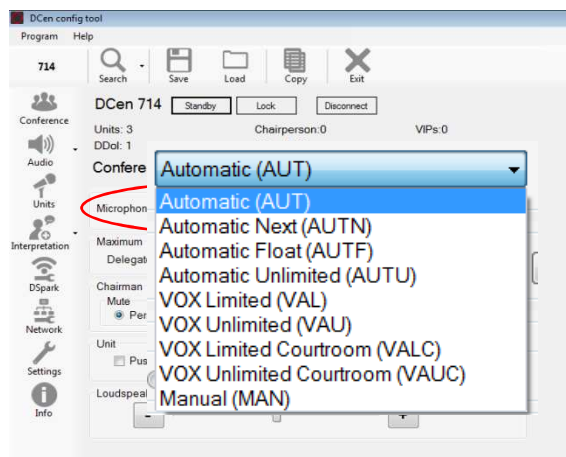 DCen config tool
Program Help
714
Search Save Load Copy Exit
Conference
Audio
Units
Interpretation
DSpark
Network
Settings
Info
DCen 714 Standby Lock Disconnect
Units: 3 Chairperson:0 VIPs:0
DDol: 1
Confere
Automatic (AUT)
Microphon
Maximum
Delegat
Chairman
Mute
Per
Unit
Pus
Loudspeal
- +
Automatic (AUT)
Automatic Next (AUTN)
Automatic Float (AUTF)
Automatic Unlimited (AUTU)
VOX Limited (VAL)
VOX Unlimited (VAU)
VOX Limited Courtroom (VALC)
VOX Unlimited Courtroom (VAUC)
Manual (MAN)